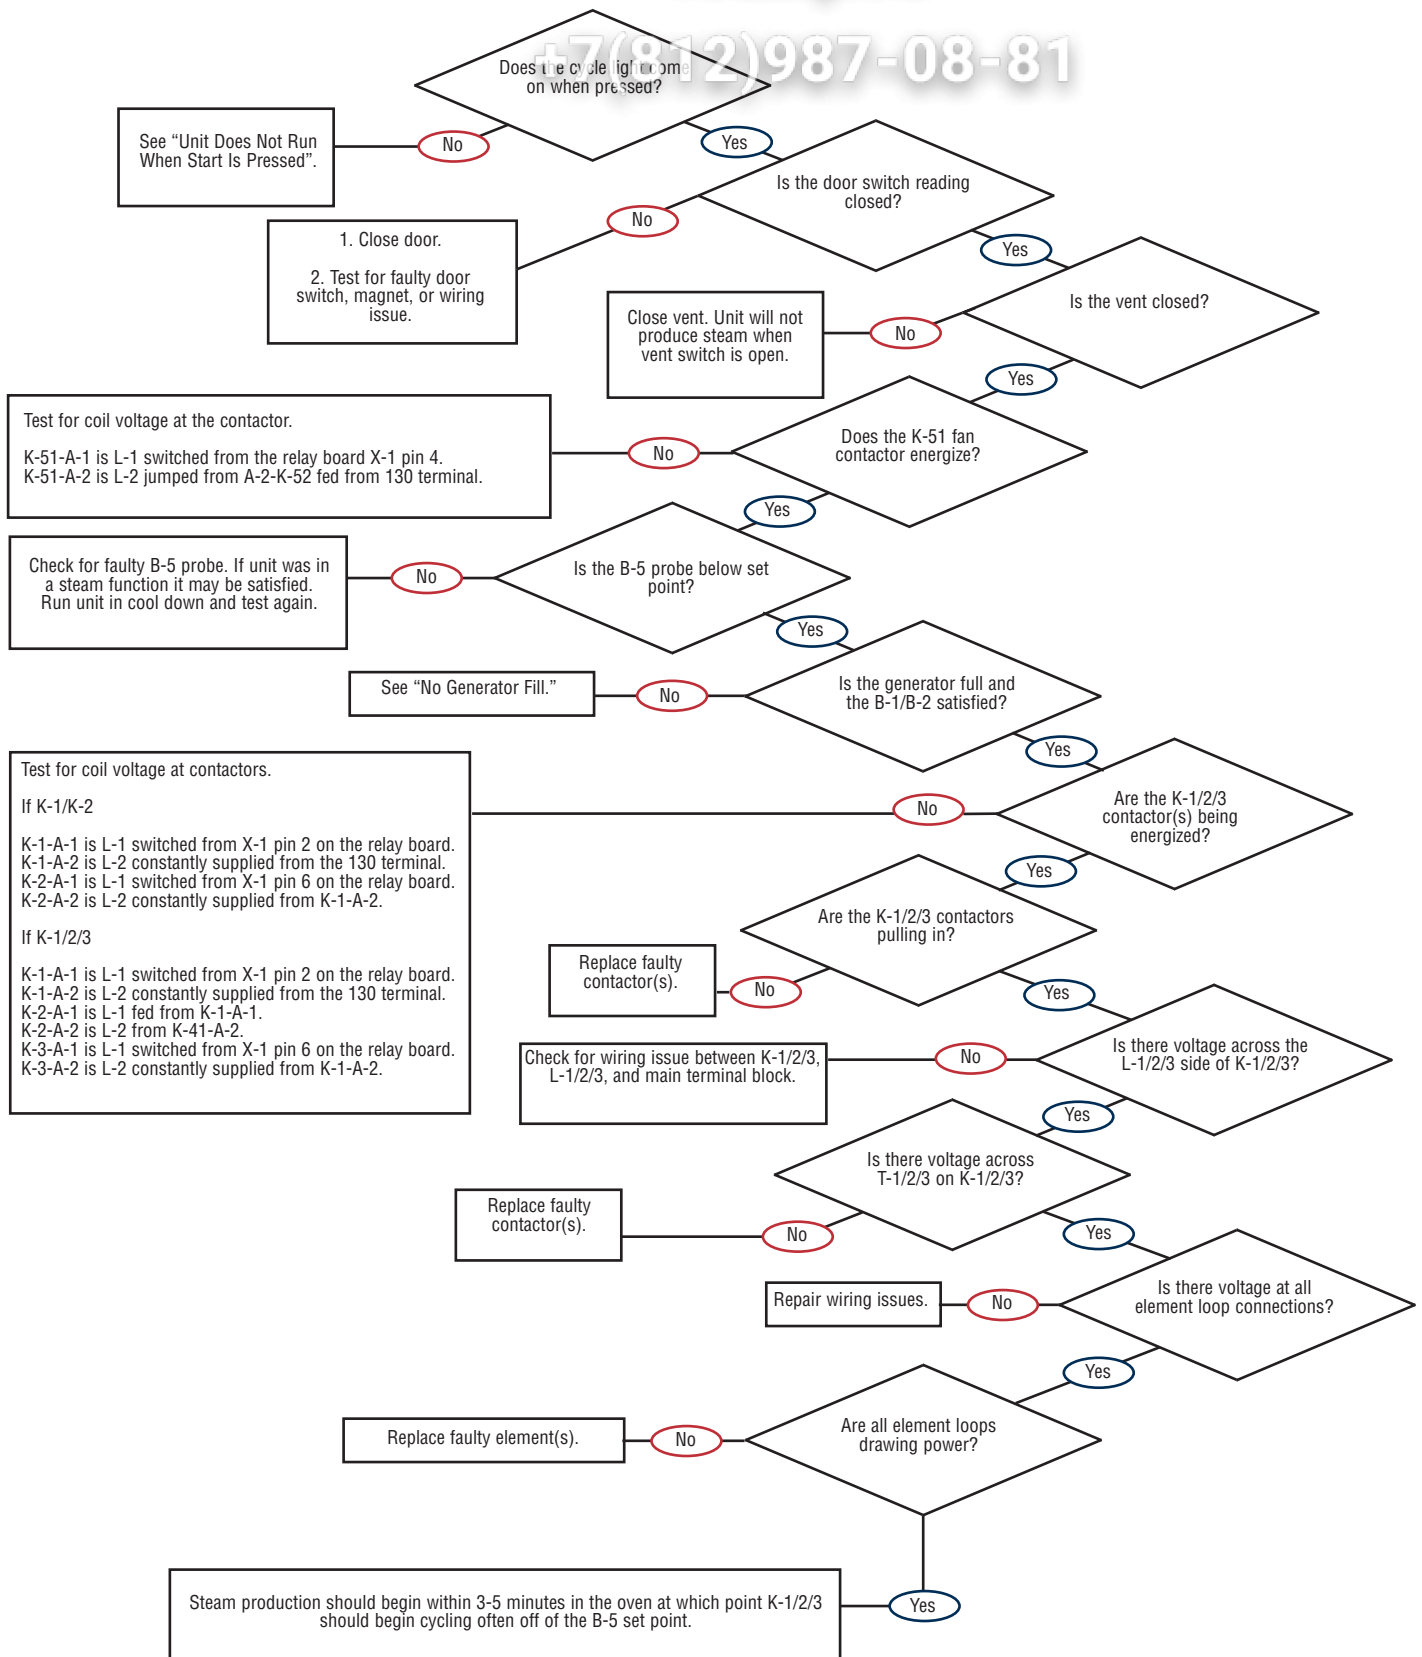 +7(812)987-08-81
Does the cycle light come
on when pressed?
No
Yes
See “Unit Does Not Run
When Start Is Pressed”.
Is the door switch reading
closed?
No
Yes
1. Close door.
2. Test for faulty door
switch, magnet, or wiring
issue.
Is the vent closed?
No
Yes
Close vent. Unit will not
produce steam when
vent switch is open.
Does the K-51 fan
contactor energize?
No
Yes
Test for coil voltage at the contactor.
K-51-A-1 is L-1 switched from the relay board X-1 pin 4.
K-51-A-2 is L-2 jumped from A-2-K-52 fed from 130 terminal.
Is the B-5 probe below set
point?
No
Yes
Check for faulty B-5 probe. If unit was in
a steam function it may be satisfied.
Run unit in cool down and test again.
Is the generator full and
the B-1/B-2 satisfied?
No
Yes
See “No Generator Fill.”
Are the K-1/2/3
contactor(s) being
energized?
No
Yes
Test for coil voltage at contactors.
If K-1/K-2
K-1-A-1 is L-1 switched from X-1 pin 2 on the relay board.
K-1-A-2 is L-2 constantly supplied from the 130 terminal.
K-2-A-1 is L-1 switched from X-1 pin 6 on the relay board.
K-2-A-2 is L-2 constantly supplied from K-1-A-2.
If K-1/2/3
K-1-A-1 is L-1 switched from X-1 pin 2 on the relay board.
K-1-A-2 is L-2 constantly supplied from the 130 terminal.
K-2-A-1 is L-1 fed from K-1-A-1.
K-2-A-2 is L-2 from K-41-A-2.
K-3-A-1 is L-1 switched from X-1 pin 6 on the relay board.
K-3-A-2 is L-2 constantly supplied from K-1-A-2.
Are the K-1/2/3 contactors
pulling in?
No
Yes
Replace faulty
contactor(s).
Is there voltage across the
L-1/2/3 side of K-1/2/3?
No
Yes
Check for wiring issue between K-1/2/3,
L-1/2/3, and main terminal block.
Is there voltage across
T-1/2/3 on K-1/2/3?
No
Yes
Replace faulty
contactor(s).
Is there voltage at all
element loop connections?
No
Yes
Repair wiring issues.
Are all element loops
drawing power?
No
Yes
Replace faulty element(s).
Steam production should begin within 3-5 minutes in the oven at which point K-1/2/3
should begin cycling often off of the B-5 set point.